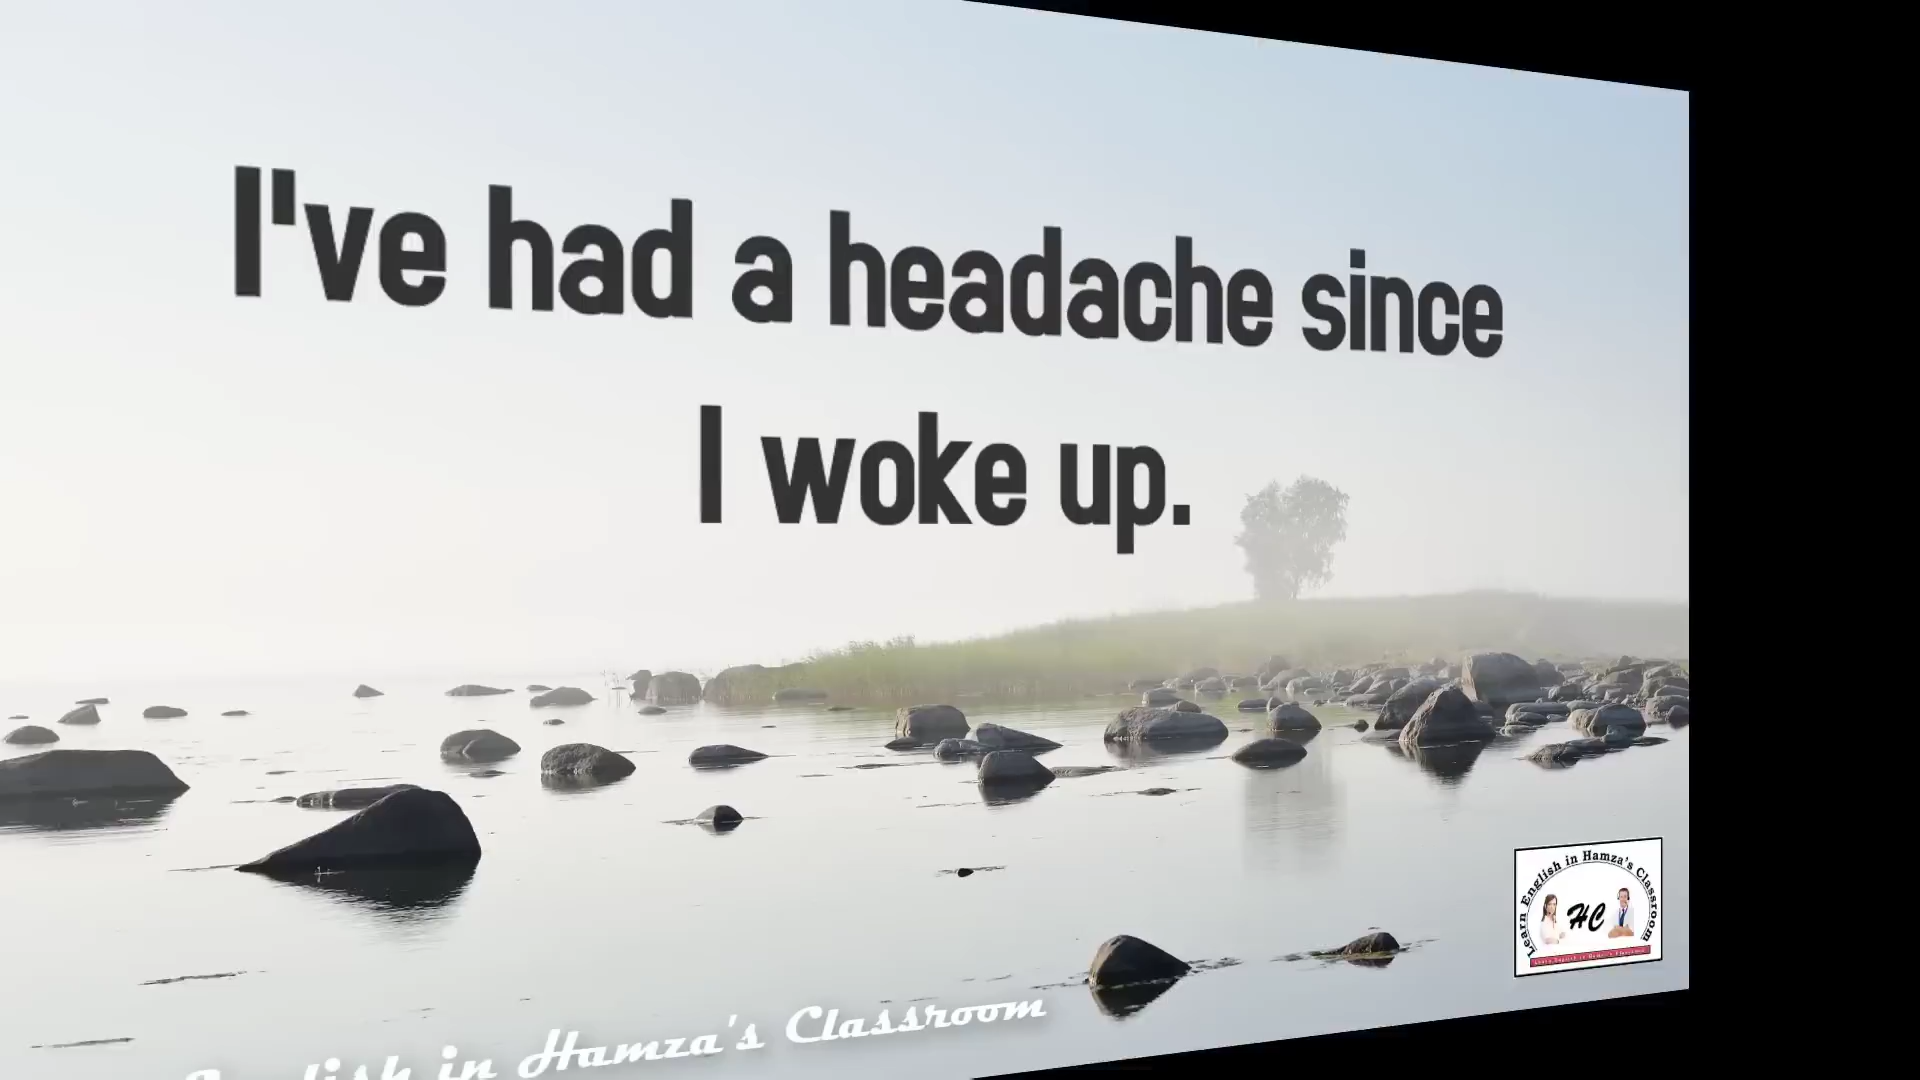 I've had a headache since
I woke up.
Learn English in Hamza's Classroom
HC
in Hamza's Classroom